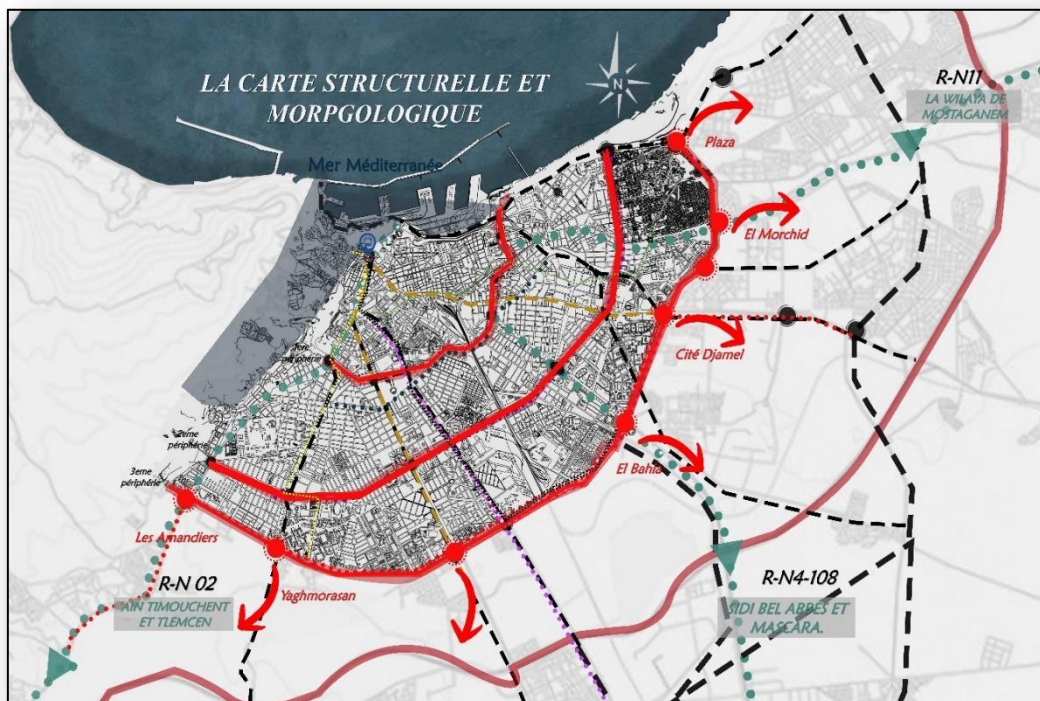 LA CARTE STRUCTURELLE ET
MORPGOLOGIQUE
N
R-N11
LA WILAYA DE
MOSTAGANEM
Plaza
Mer Méditerranée
El Morchid
Cité Djamel
1ere
périphérie
2eme
périphérie
3eme
périphérie
El Bahia
Les Amandiers
R-N 02
AIN TIMOUCHENT
ET TLEMCEN
Yaghmorasan
R-N4-108
SIDI BEL ABBES ET
MASCARA.